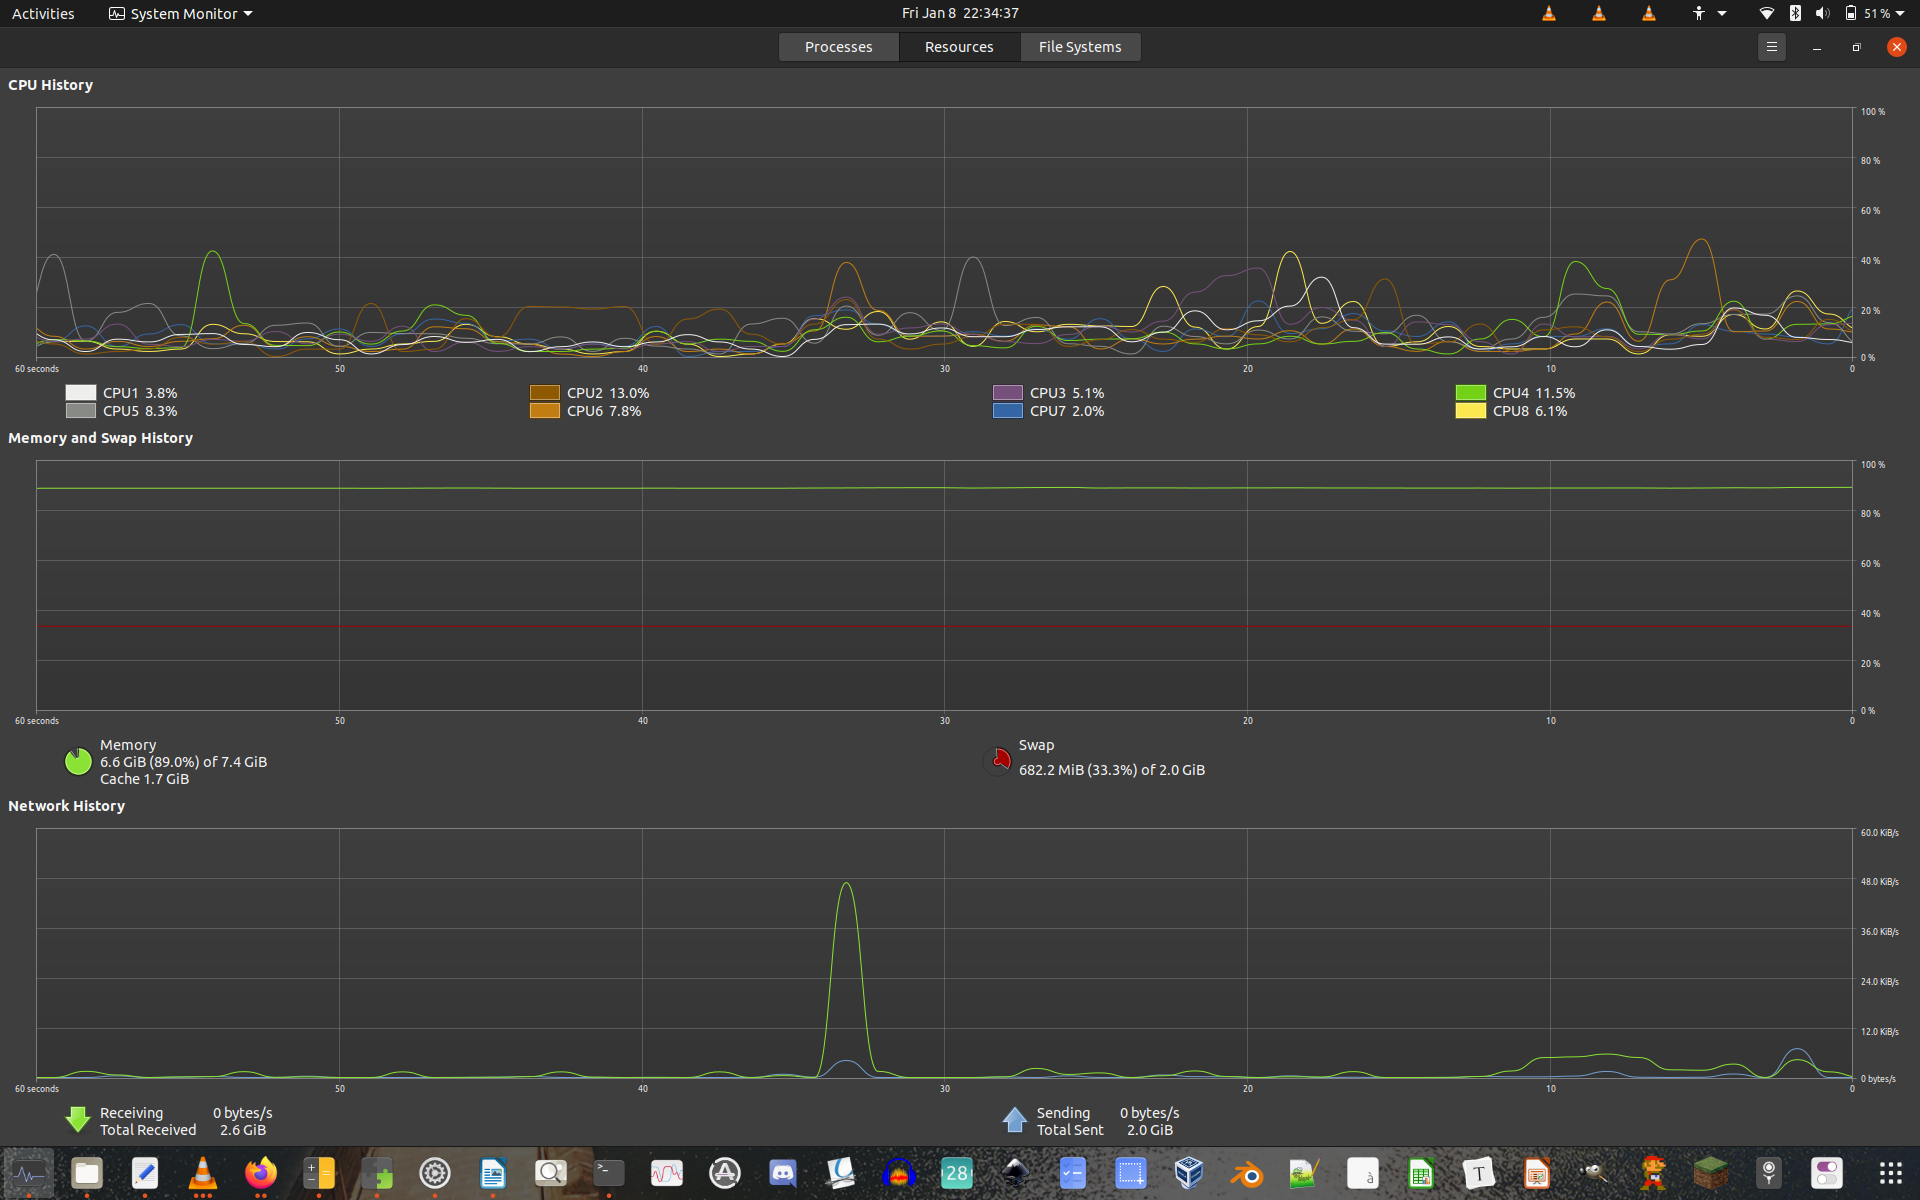 Activities System Monitor Fri Jan 8 22:34:37 51 %
Processes Resources File Systems
CPU History
100 %
80 %
60 %
40 %
20 %
0 %
60 seconds 50 40 30 20 10 0
CPU1 3.8% CPU2 13.0% CPU3 5.1% CPU4 11.5%
CPU5 8.3% CPU6 7.8% CPU7 2.0% CPU8 6.1%
Memory and Swap History
100 %
80 %
60 %
40 %
20 %
0 %
60 seconds 50 40 30 20 10 0
Memory
6.6 GiB (89.0%) of 7.4 GiB
Cache 1.7 GiB
Swap
682.2 MiB (33.3%) of 2.0 GiB
Network History
60.0 KiB/s
48.0 KiB/s
36.0 KiB/s
24.0 KiB/s
12.0 KiB/s
0 bytes/s
60 seconds 50 40 30 20 10 0
Receiving 0 bytes/s Sending 0 bytes/s
Total Received 2.6 GiB Total Sent 2.0 GiB
28 à T